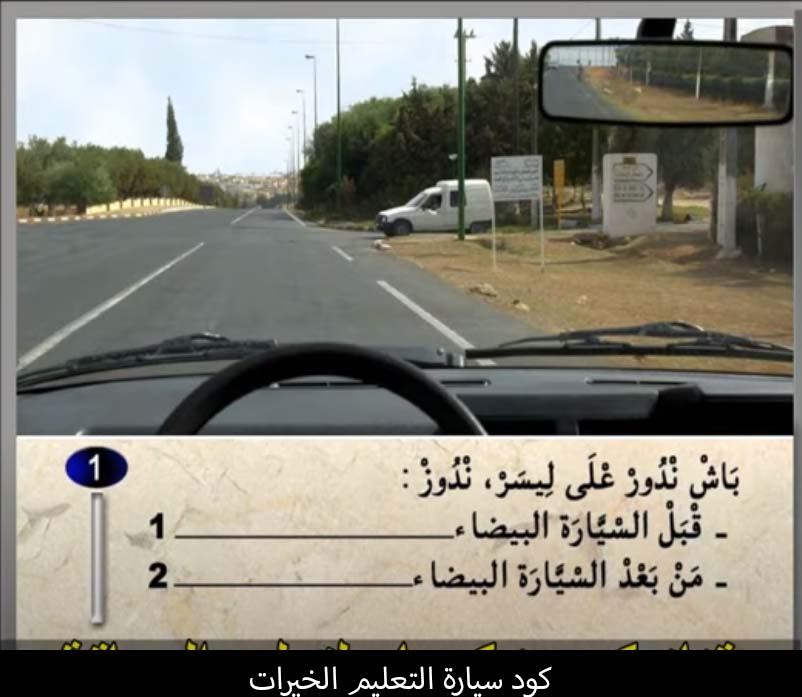 1
بَاشْ نْدُورْ عْلَى لِيسَرْ، نْدُوزْ :
- قْبَلْ السّيَّارَة البيضاء 1
- مَنْ بَعْدْ السّيَّارَة البيضاء 2
كود سيارة التعليم الخيرات